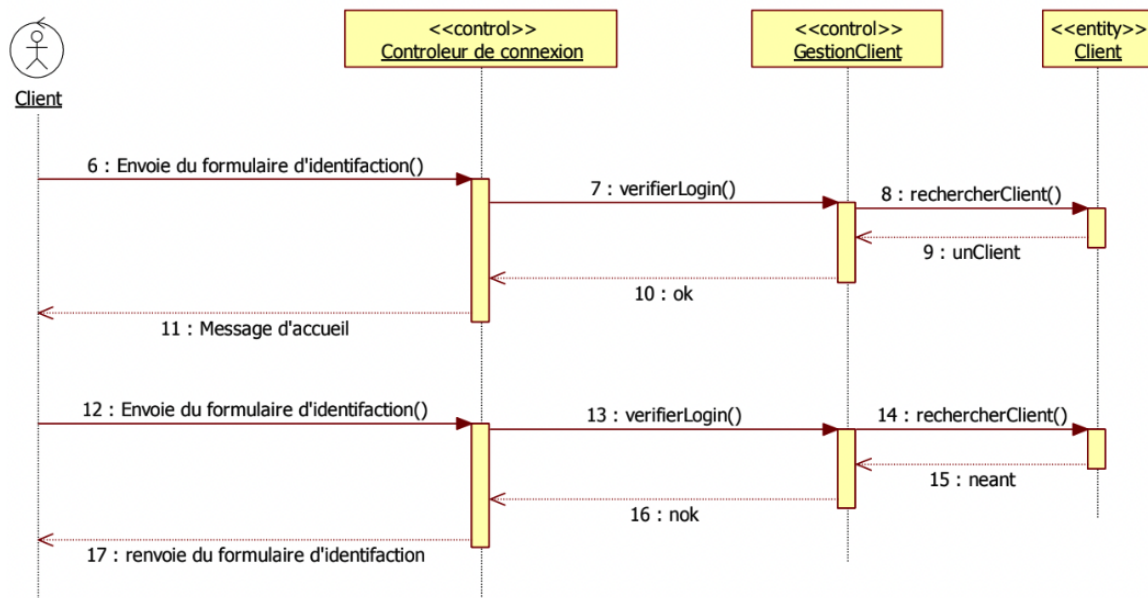 <<control>>
Controleur de connexion
<<control>>
GestionClient
<<entity>>
Client
Client
6 : Envoie du formulaire d'identifaction()
7 : verifierLogin()
8 : rechercherClient()
9 : unClient
10 : ok
11 : Message d'accueil
12 : Envoie du formulaire d'identifaction()
13 : verifierLogin()
14 : rechercherClient()
15 : neant
16 : nok
17 : renvoie du formulaire d'identifaction